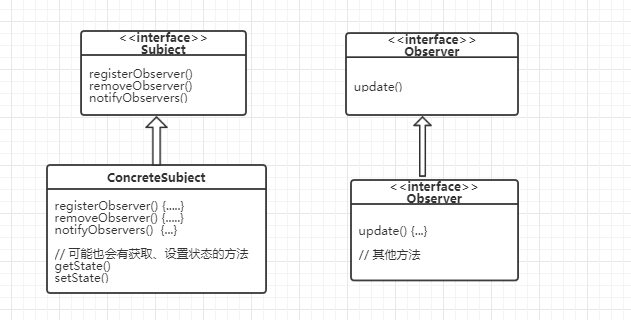 <<interface>>
Subject
registerObserver()
removeObserver()
notifyObservers()
<<interface>>
Observer
update()
ConcreteSubject
registerObserver() {.....}
removeObserver() {.....}
notifyObservers() {...}
// 可能也会有获取、设置状态的方法
getState()
setState()
<<interface>>
Observer
update() {...}
// 其他方法